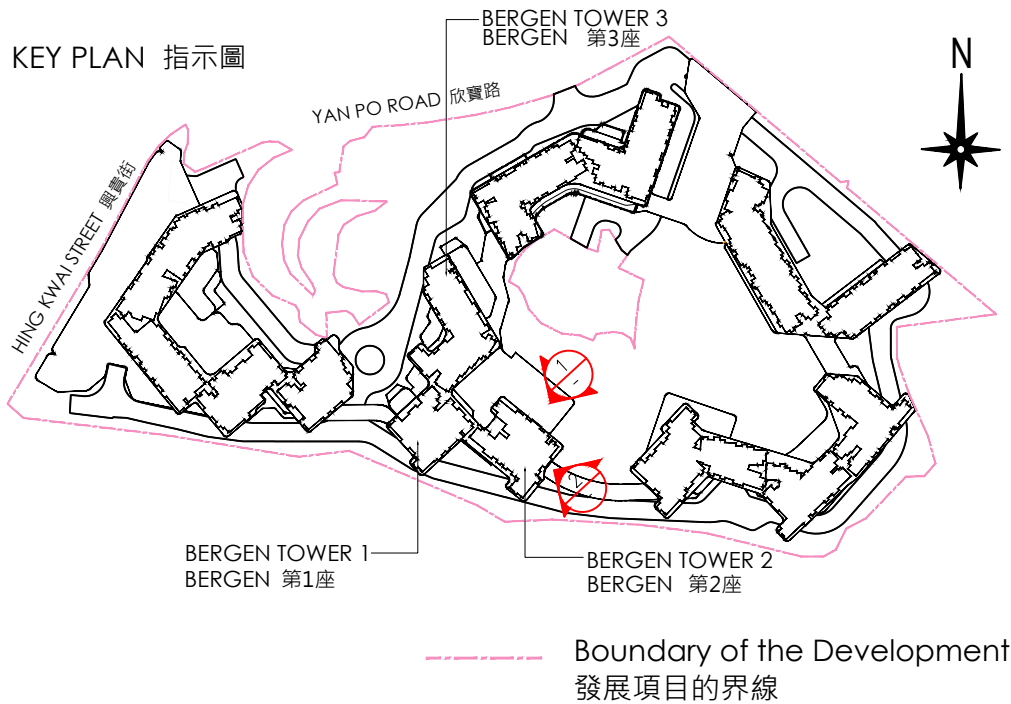 BERGEN TOWER 3
BERGEN 第3座
KEY PLAN 指示圖
N
YAN PO ROAD 欣寶路
HING KWAI STREET 興貴街
1
2
BERGEN TOWER 1
BERGEN 第1座
BERGEN TOWER 2
BERGEN 第2座
Boundary of the Development
發展項目的界線